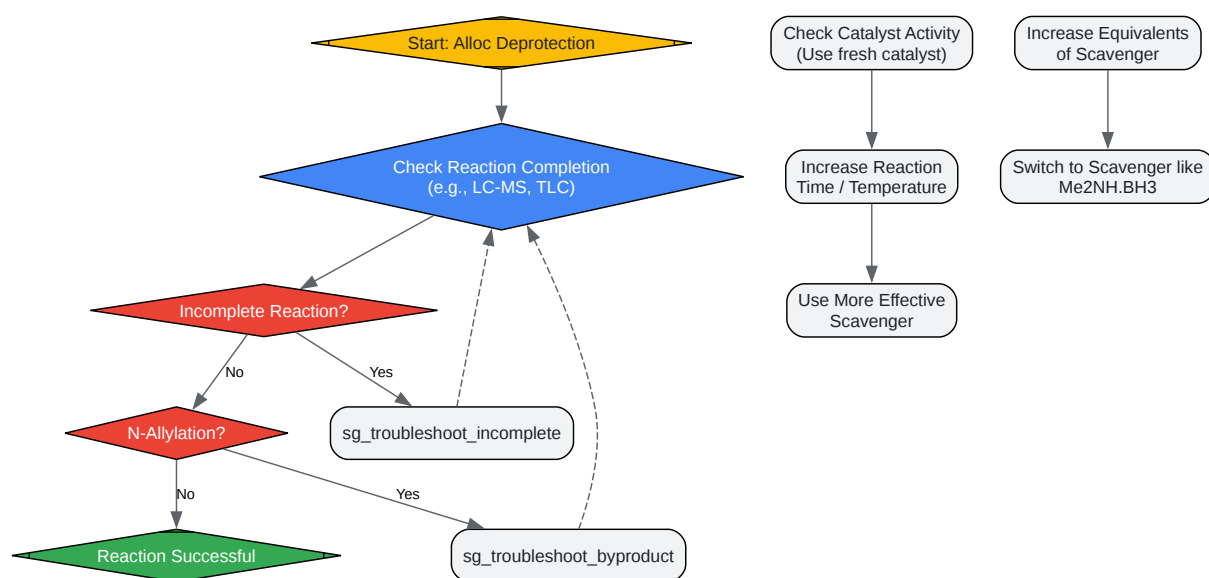 Start: Alloc Deprotection
Check Reaction Completion
(e.g., LC-MS, TLC)
Incomplete Reaction?
No
Yes
sg_troubleshoot_incomplete
N-Allylation?
No
Yes
Reaction Successful
sg_troubleshoot_byproduct
Check Catalyst Activity
(Use fresh catalyst)
Increase Reaction
Time / Temperature
Use More Effective
Scavenger
Increase Equivalents
of Scavenger
Switch to Scavenger like
Me2NH.BH3